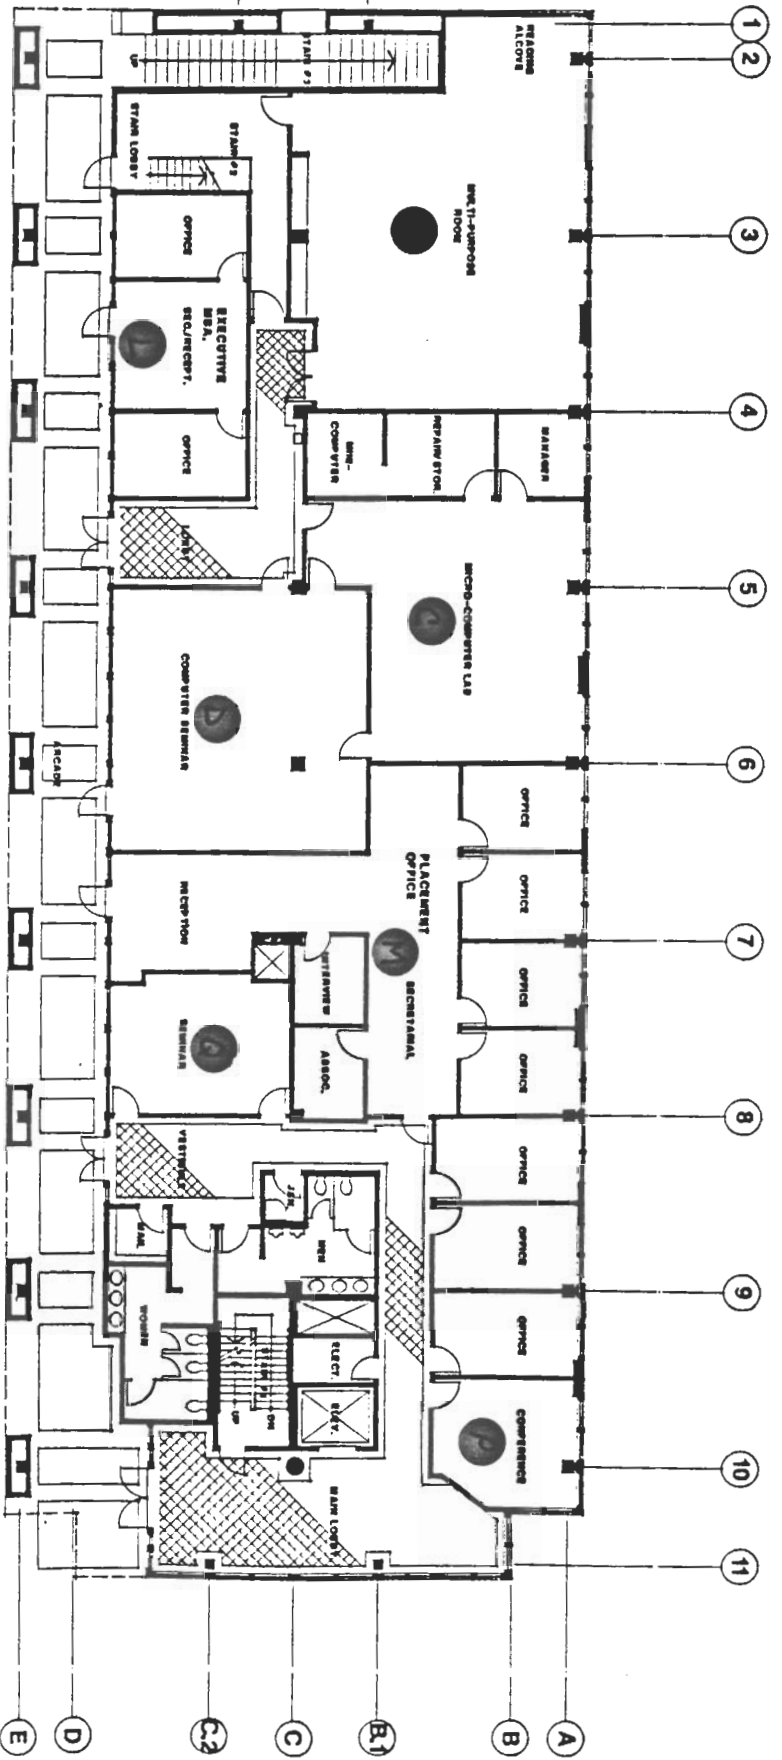 1
2
3
4
5
6
7
8
9
10
11
A
B
B.1
C
C.2
D
E
READING
ALCOVE
STAIR
UP
STAIR LOBBY
MULTI-PURPOSE
ROOM
OFFICE
EXECUTIVE
MBA.
SEC./RECEPT.
L
OFFICE
MINI-
COMPUTER
REPAIR/STOR.
MANAGER
LOBBY
MICRO-COMPUTER LAB
C
COMPUTER SEMINAR
D
ARCADE
OFFICE
OFFICE
OFFICE
OFFICE
PLACEMENT
OFFICE
M
SECRETARIAL
RECEPTION
INTERVIEW
ASSOC.
SEMINAR
VESTIBULE
OFFICE
OFFICE
OFFICE
JAN.
MEN
WOMEN
ELECT.
ELEV.
UP
DN
CONFERENCE
P
MAIN LOBBY